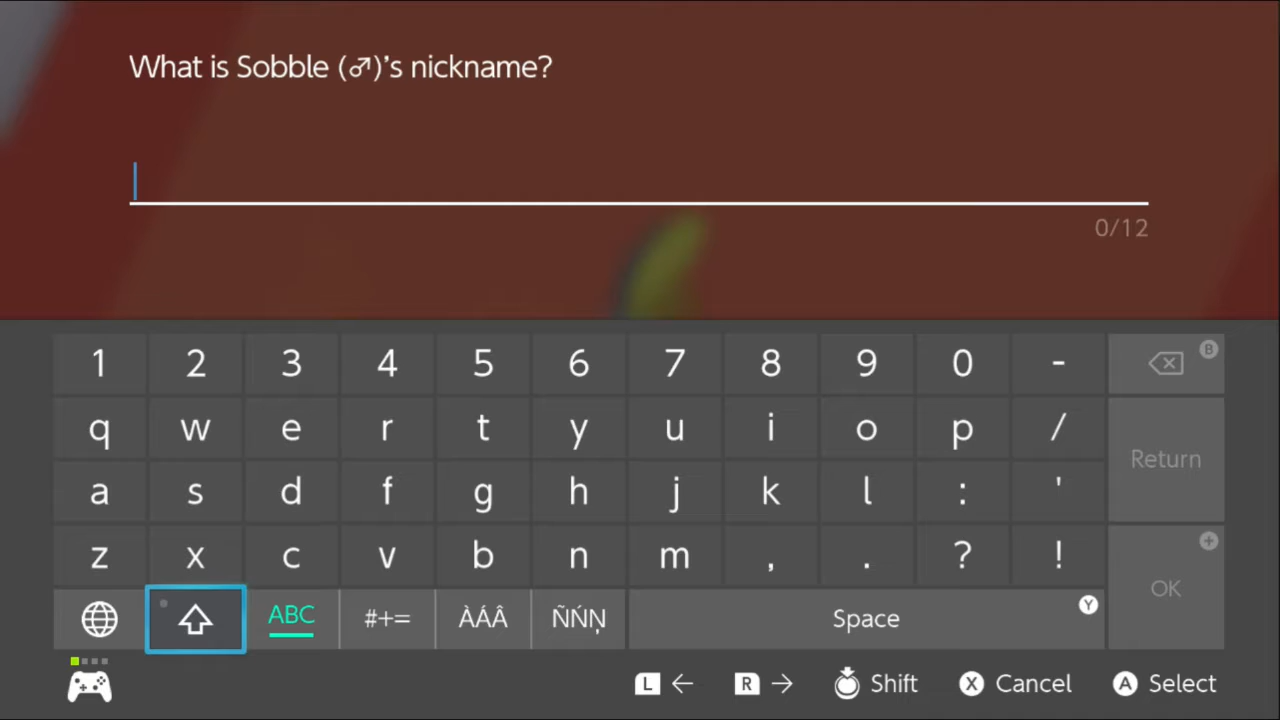 What is Sobble (♂)'s nickname?
0/12
1 2 3 4 5 6 7 8 9 0 - B
q w e r t y u i o p /
Return
a s d f g h j k l : '
z x c v b n m , . ? ! +
OK
ABC #+= ÀÁÂ ÑŃŅ Space Y
L ← R → Shift X Cancel A Select